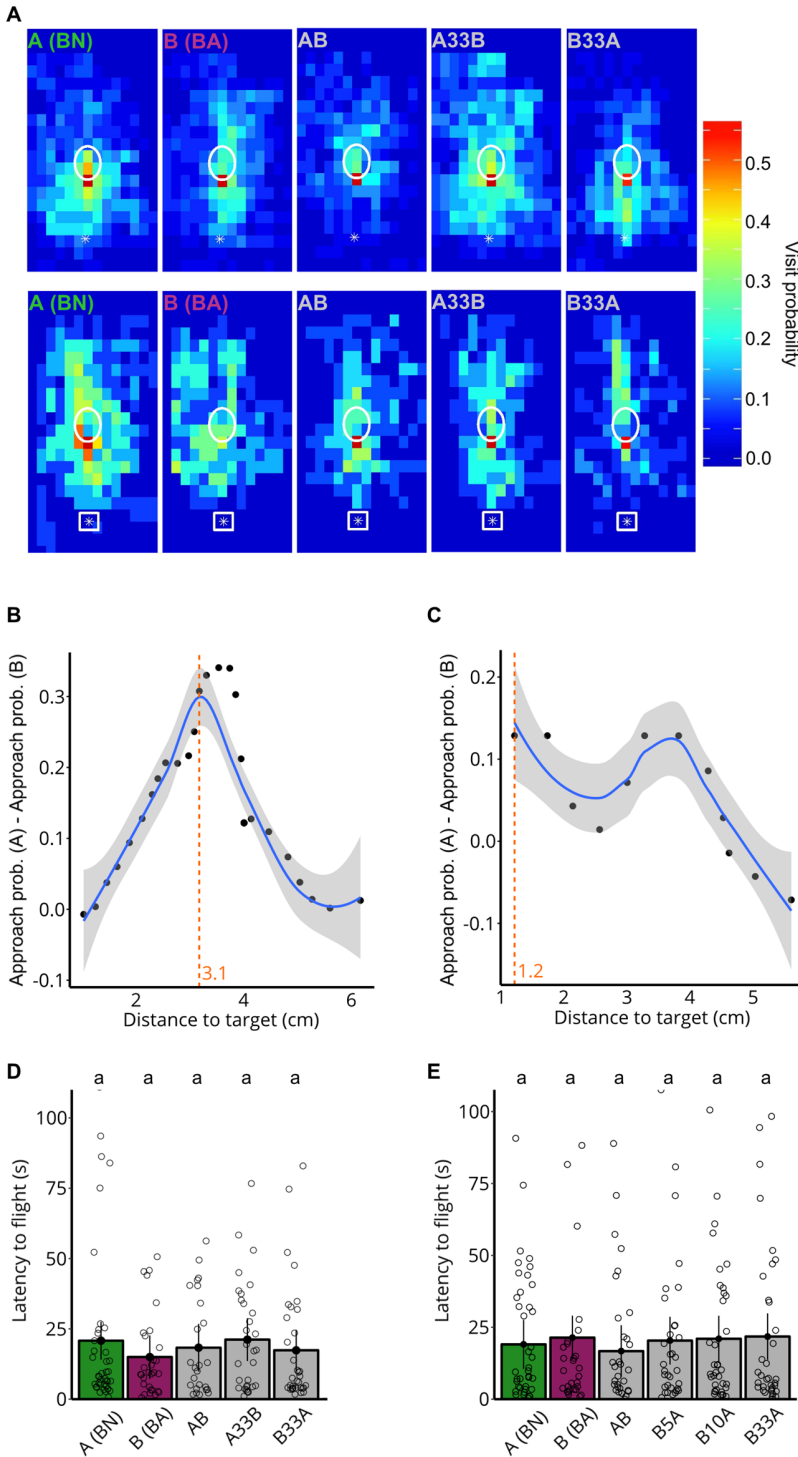 A
A (BN) B (BA) AB A33B B33A
* * * * *
A (BN) B (BA) AB A33B B33A
* * * * *
0.5
0.4
0.3
0.2
0.1
0.0
Visit probability
B
Approach prob. (A) - Approach prob. (B)
0.3
0.2
0.1
0.0
-0.1
3.1
2 4 6
Distance to target (cm)
C
Approach prob. (A) - Approach prob. (B)
0.2
0.1
0.0
-0.1
1.2
1 2 3 4 5
Distance to target (cm)
D
a a a a a
Latency to flight (s)
100
75
50
25
0
A (BN) B (BA) AB A33B B33A
E
a a a a a a
Latency to flight (s)
100
75
50
25
0
A (BN) B (BA) AB B5A B10A B33A